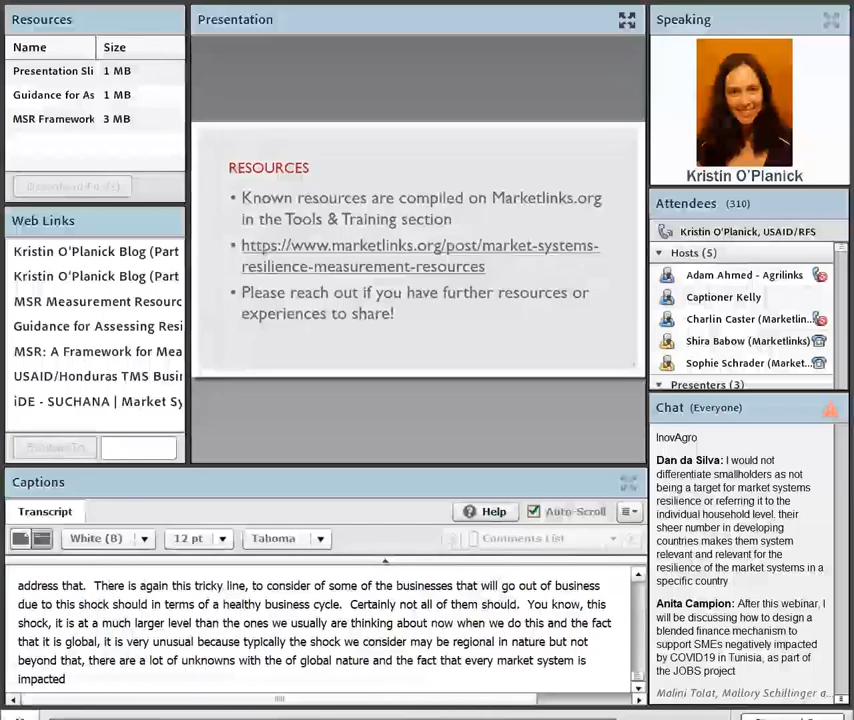 Resources
Name Size
Presentation Sli 1 MB
Guidance for As 1 MB
MSR Framework 3 MB
Web Links
Kristin O'Planick Blog (Part
Kristin O'Planick Blog (Part
MSR Measurement Resourc
Guidance for Assessing Resi
MSR: A Framework for Mea
USAID/Honduras TMS Busin
iDE - SUCHANA | Market Sy
Presentation
RESOURCES
• Known resources are compiled on Marketlinks.org
in the Tools & Training section
• https://www.marketlinks.org/post/market-systems-
resilience-measurement-resources
• Please reach out if you have further resources or
experiences to share!
Captions
Transcript
Help Auto-Scroll
White (B) 12 pt Tahoma Comments List
address that. There is again this tricky line, to consider of some of the businesses that will go out of business
due to this shock should in terms of a healthy business cycle. Certainly not all of them should. You know, this
shock, it is at a much larger level than the ones we usually are thinking about now when we do this and the fact
that it is global, it is very unusual because typically the shock we consider may be regional in nature but not
beyond that, there are a lot of unknowns with the of global nature and the fact that every market system is
impacted
Speaking
Kristin O'Planick
Attendees (310)
Kristin O'Planick, USAID/RFS
Hosts (5)
Adam Ahmed - Agrilinks
Captioner Kelly
Charlin Caster (Marketlin...
Shira Babow (Marketlinks)
Sophie Schrader (Market...
Presenters (3)
Chat (Everyone)
InovAgro
Dan da Silva: I would not
differentiate smallholders as not
being a target for market systems
resilience or referring it to the
individual household level. their
sheer number in developing
countries makes them system
relevant and relevant for the
resilience of the market systems in a
specific country
Anita Campion: After this webinar, I
will be discussing how to design a
blended finance mechanism to
support SMEs negatively impacted
by COVID19 in Tunisia, as part of
the JOBS project
Malini Tolat, Mallory Schillinger a...